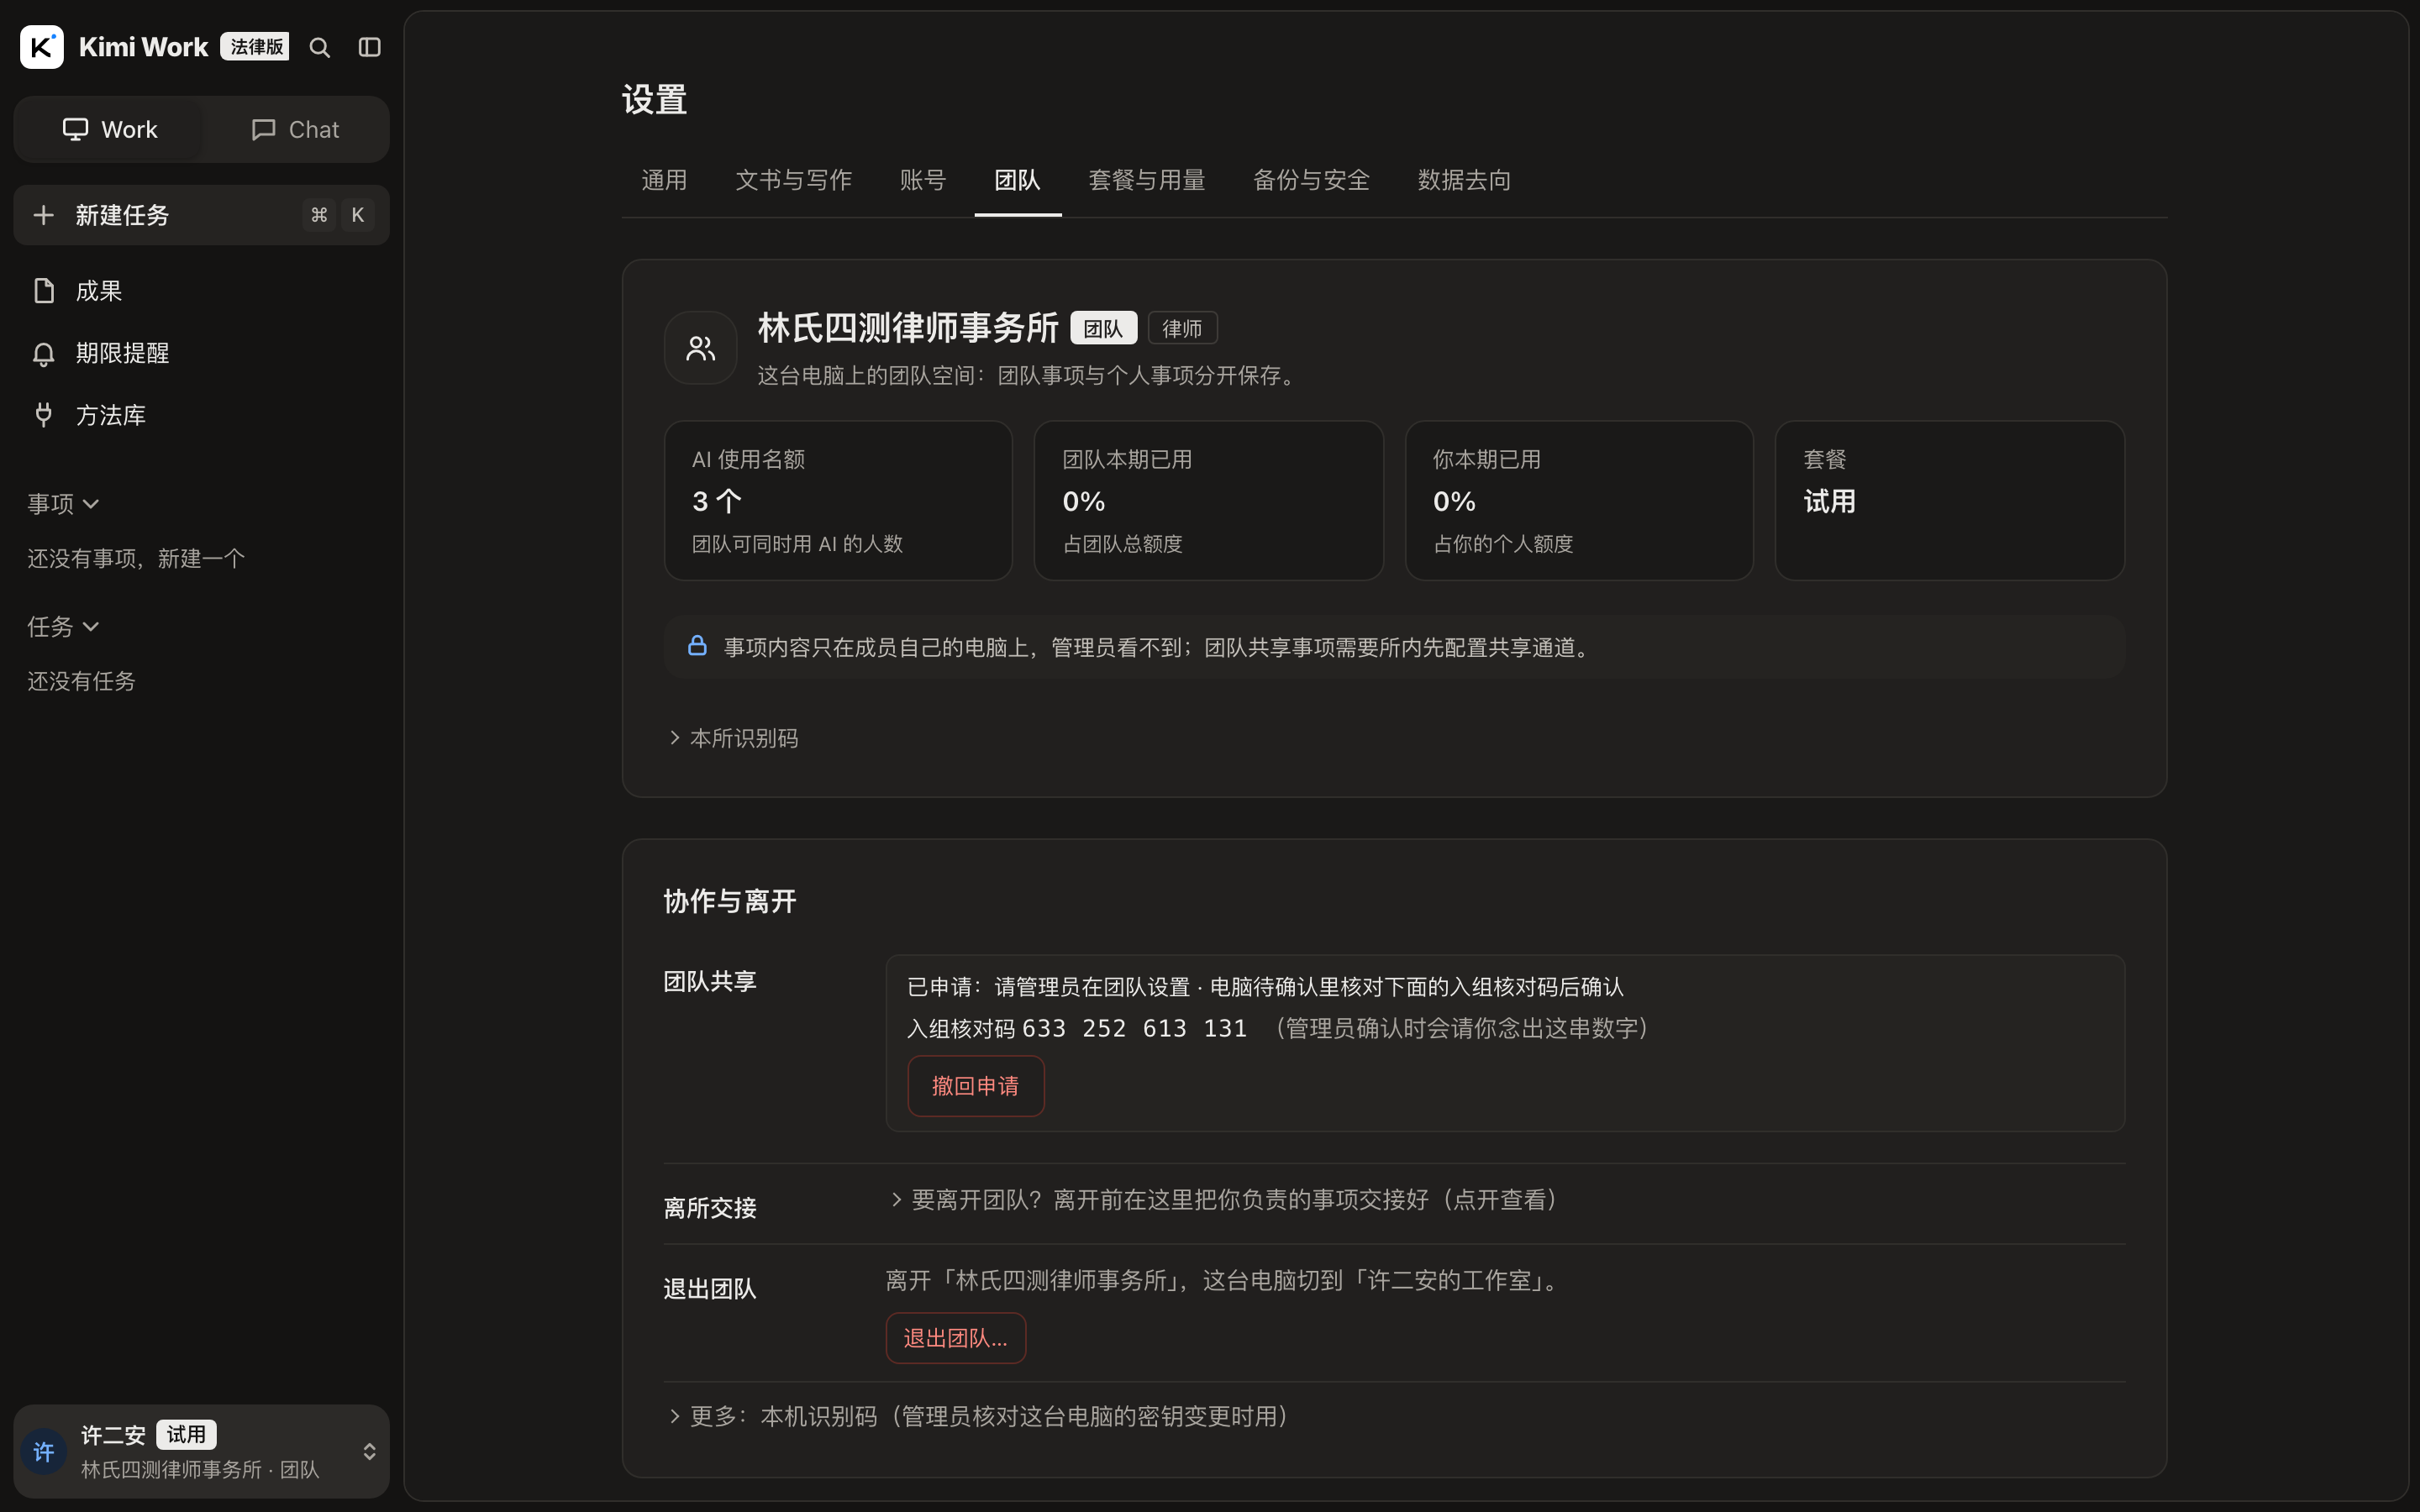 Kimi Work 法律版
Work
Chat
新建任务 ⌘ K
成果
期限提醒
方法库
事项
还没有事项，新建一个
任务
还没有任务
许 许二安 试用
林氏四测律师事务所 · 团队
设置
通用 文书与写作 账号 团队 套餐与用量 备份与安全 数据去向
林氏四测律师事务所 团队 律师
这台电脑上的团队空间：团队事项与个人事项分开保存。
AI 使用名额
3 个
团队可同时用 AI 的人数
团队本期已用
0%
占团队总额度
你本期已用
0%
占你的个人额度
套餐
试用
事项内容只在成员自己的电脑上，管理员看不到；团队共享事项需要所内先配置共享通道。
本所识别码
协作与离开
团队共享
已申请：请管理员在团队设置 · 电脑待确认里核对下面的入组核对码后确认
入组核对码 633 252 613 131 （管理员确认时会请你念出这串数字）
撤回申请
离所交接
要离开团队？离开前在这里把你负责的事项交接好（点开查看）
退出团队
离开「林氏四测律师事务所」，这台电脑切到「许二安的工作室」。
退出团队...
更多：本机识别码（管理员核对这台电脑的密钥变更时用）